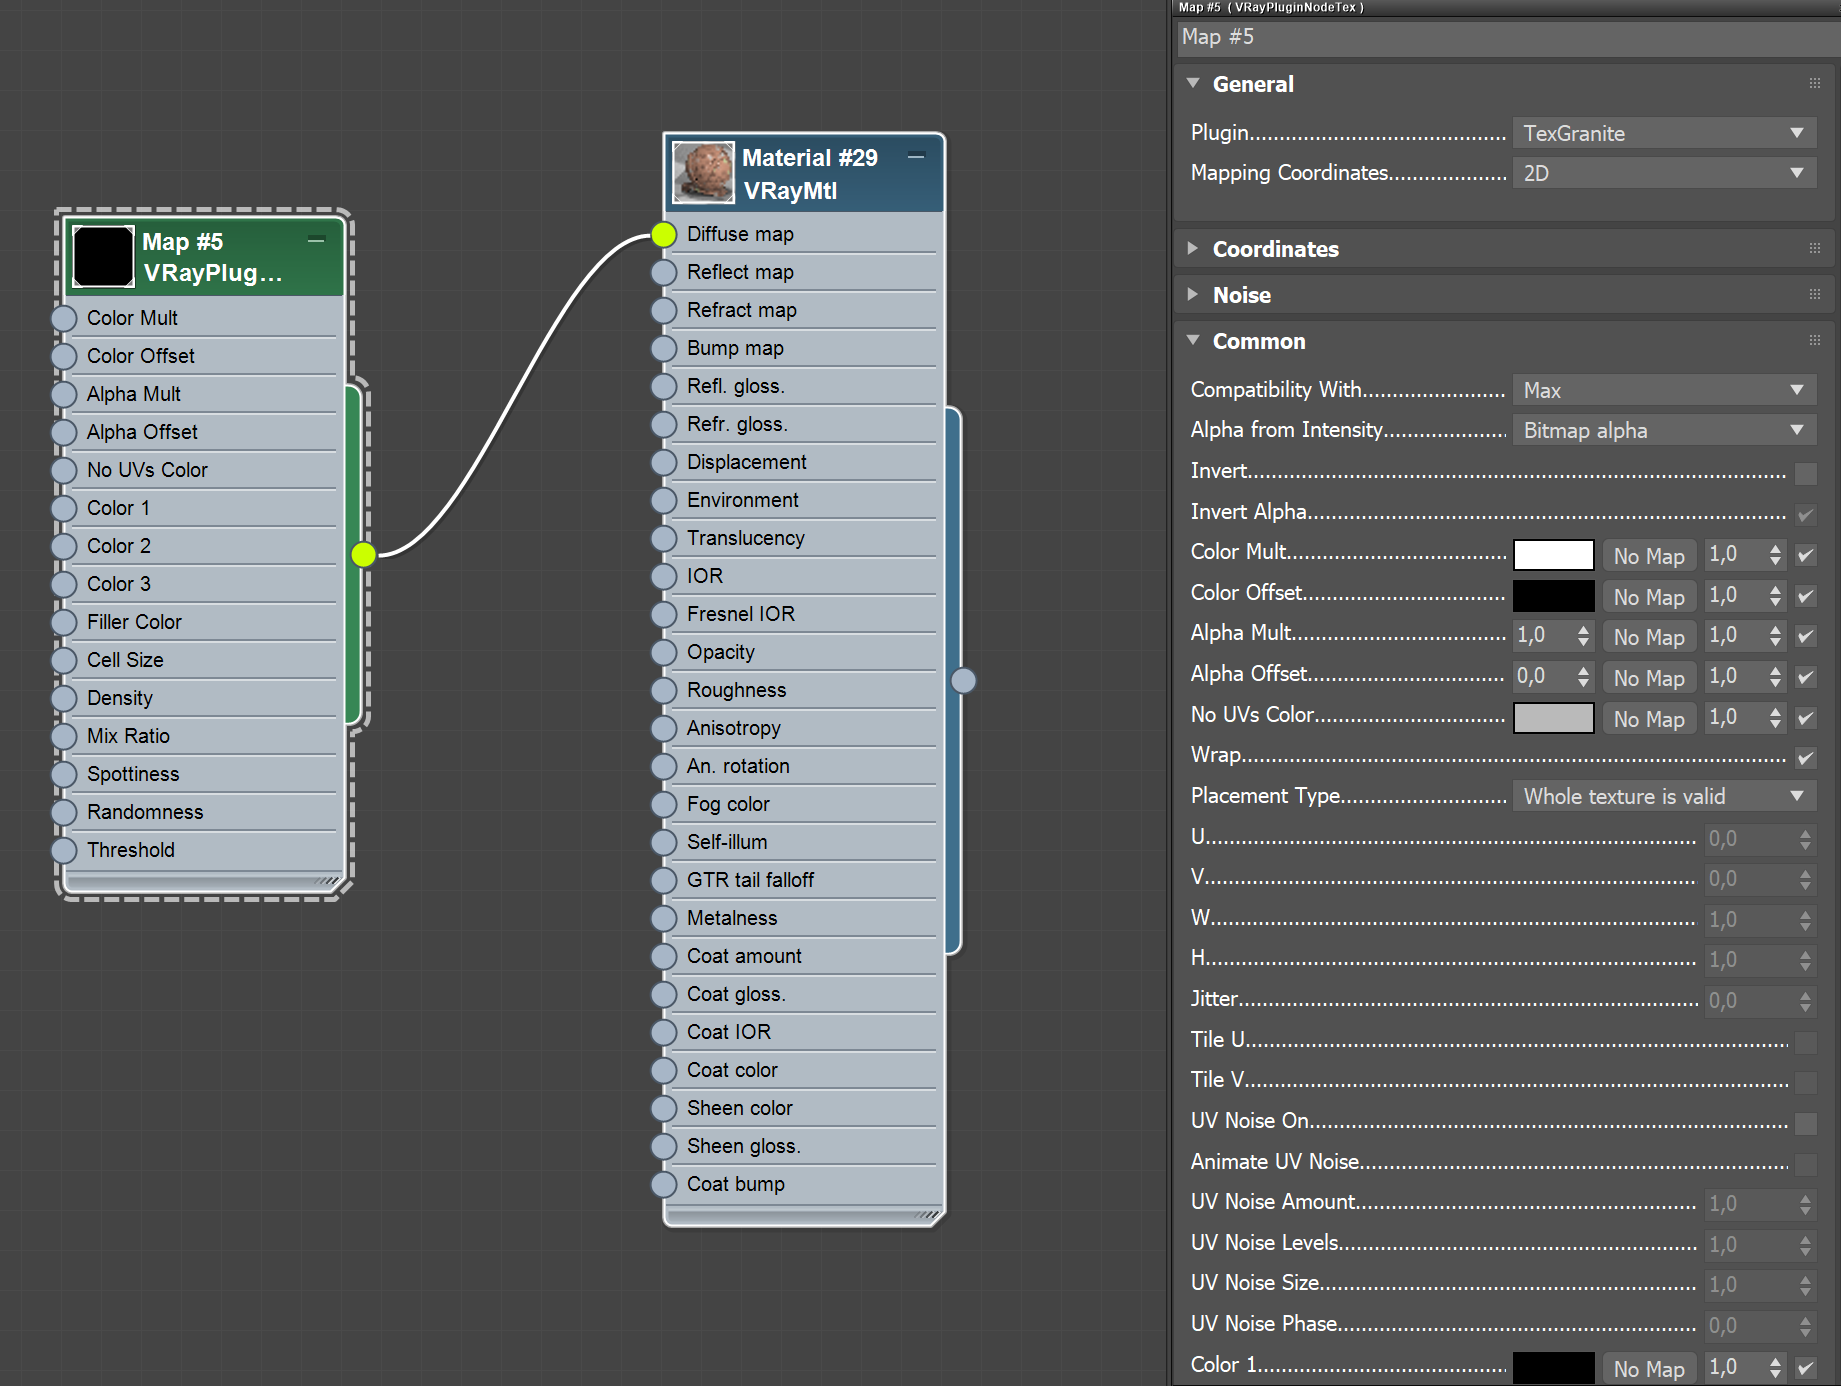 Map #5
VRayPlug...
Color Mult
Color Offset
Alpha Mult
Alpha Offset
No UVs Color
Color 1
Color 2
Color 3
Filler Color
Cell Size
Density
Mix Ratio
Spottiness
Randomness
Threshold
Material #29
VRayMtl
Diffuse map
Reflect map
Refract map
Bump map
Refl. gloss.
Refr. gloss.
Displacement
Environment
Translucency
IOR
Fresnel IOR
Opacity
Roughness
Anisotropy
An. rotation
Fog color
Self-illum
GTR tail falloff
Metalness
Coat amount
Coat gloss.
Coat IOR
Coat color
Sheen color
Sheen gloss.
Coat bump
Map #5 ( VRayPluginNodeTex )
Map #5
General
Plugin TexGranite
Mapping Coordinates 2D
Coordinates
Noise
Common
Compatibility With Max
Alpha from Intensity Bitmap alpha
Invert
Invert Alpha
Color Mult No Map 1,0
Color Offset No Map 1,0
Alpha Mult 1,0 No Map 1,0
Alpha Offset 0,0 No Map 1,0
No UVs Color No Map 1,0
Wrap
Placement Type Whole texture is valid
U 0,0
V 0,0
W 1,0
H 1,0
Jitter 0,0
Tile U
Tile V
UV Noise On
Animate UV Noise
UV Noise Amount 1,0
UV Noise Levels 1,0
UV Noise Size 1,0
UV Noise Phase 0,0
Color 1 No Map 1,0